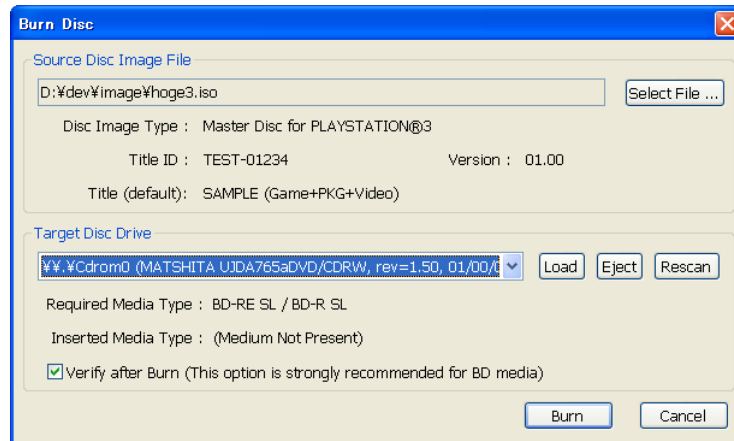 Burn Disc
Source Disc Image File
D:¥dev¥image¥hoge3.iso
Select File ...
Disc Image Type : Master Disc for PLAYSTATION®3
Title ID : TEST-01234 Version : 01.00
Title (default): SAMPLE (Game+PKG+Video)
Target Disc Drive
¥¥.¥Cdrom0 (MATSHITA UJDA765aDVD/CDRW, rev=1.50, 01/00/
Load Eject Rescan
Required Media Type : BD-RE SL / BD-R SL
Inserted Media Type : (Medium Not Present)
Verify after Burn (This option is strongly recommended for BD media)
Burn Cancel